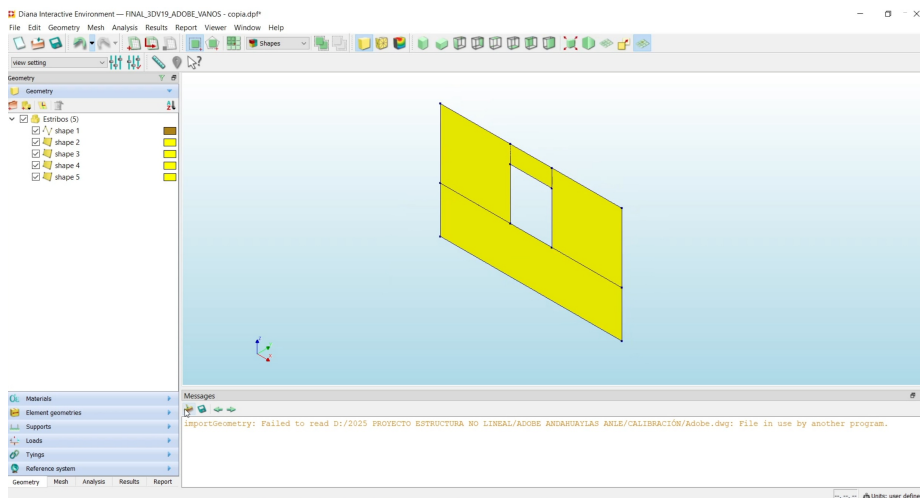 Diana Interactive Environment — FINAL_3DV19_ADOBE_VANOS - copia.dpf*
File Edit Geometry Mesh Analysis Results Report Viewer Window Help
Shapes
view setting
Geometry
Geometry
Estribos (5)
shape 1
shape 2
shape 3
shape 4
shape 5
Z
X
Materials
Element geometries
Supports
Loads
Tyings
Reference system
Geometry Mesh Analysis Results Report
Messages
importGeometry: Failed to read D:/2025 PROYECTO ESTRUCTURA NO LINEAL/ADOBE ANDAHUAYLAS ANLE/CALIBRACIÓN/Adobe.dwg: File in use by another program.
--, --, -- Units: user define